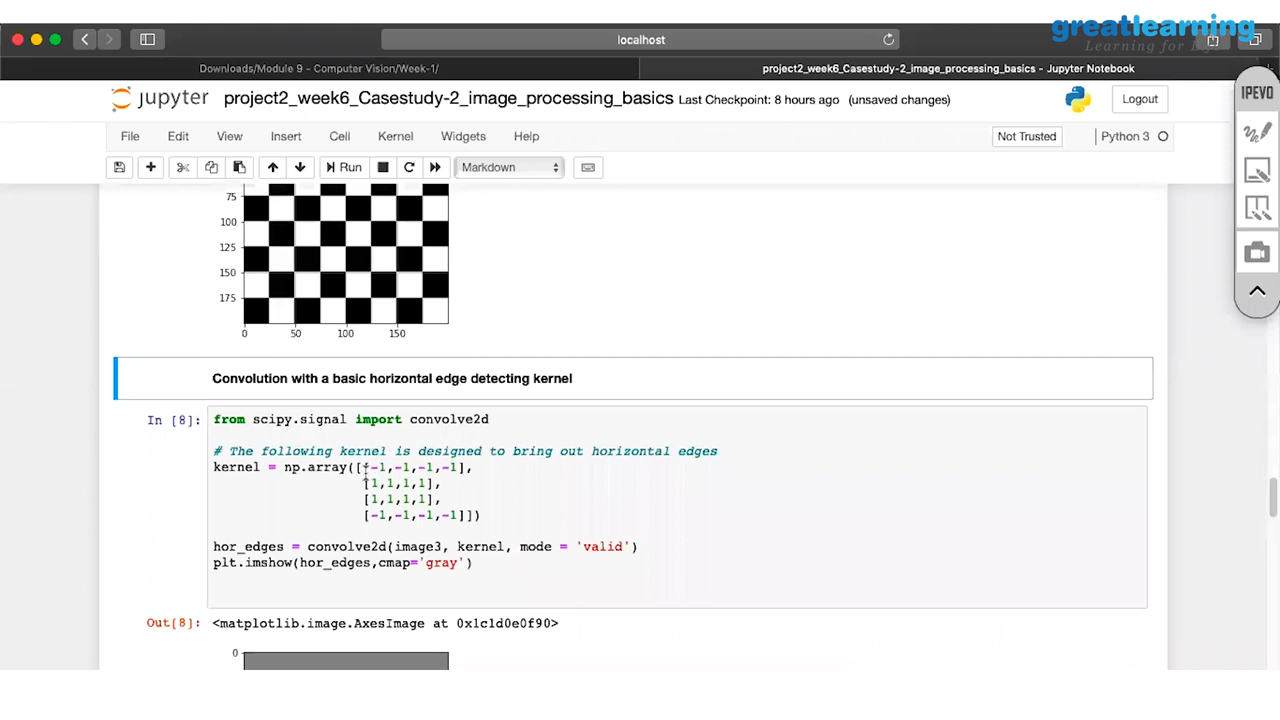 greatlearning
Learning for Life
localhost
Downloads/Module 9 - Computer Vision/Week-1/
project2_week6_Casestudy-2_image_processing_basics - Jupyter Notebook
IPEVO
jupyter project2_week6_Casestudy-2_image_processing_basics Last Checkpoint: 8 hours ago (unsaved changes)
Logout
File Edit View Insert Cell Kernel Widgets Help
Not Trusted
Python 3
Run
Markdown
75
100
125
150
175
0 50 100 150
Convolution with a basic horizontal edge detecting kernel
In [8]:
from scipy.signal import convolve2d
# The following kernel is designed to bring out horizontal edges
kernel = np.array([[-1,-1,-1,-1],
[1,1,1,1],
[1,1,1,1],
[-1,-1,-1,-1]])
hor_edges = convolve2d(image3, kernel, mode = 'valid')
plt.imshow(hor_edges,cmap='gray')
Out[8]:
<matplotlib.image.AxesImage at 0x1c1d0e0f90>
0